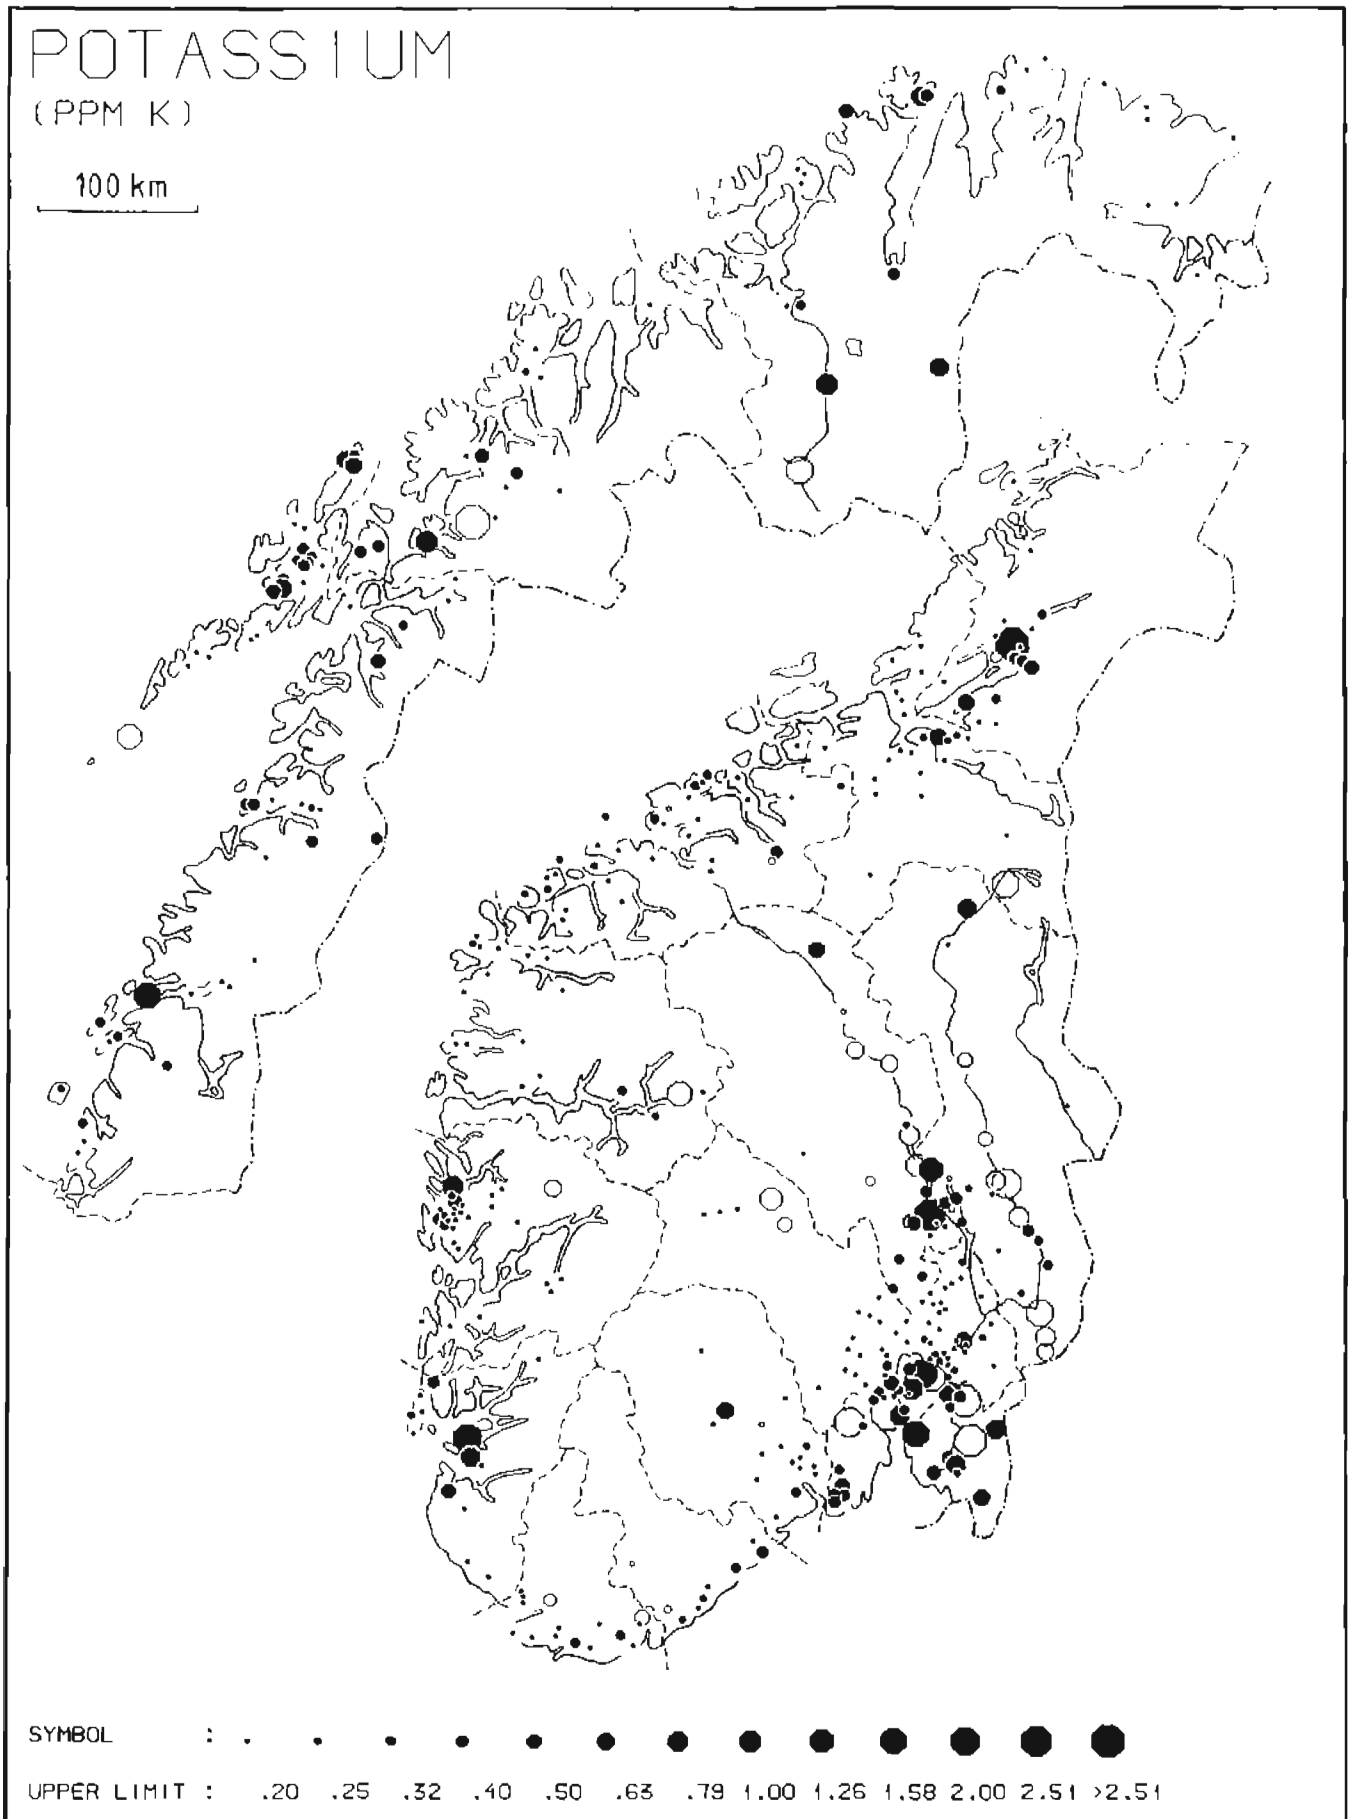 POTASSIUM
(PPM K)
100 km
SYMBOL :
UPPER LIMIT : .20 .25 .32 .40 .50 .63 .79 1.00 1.26 1.58 2.00 2.51 >2.51